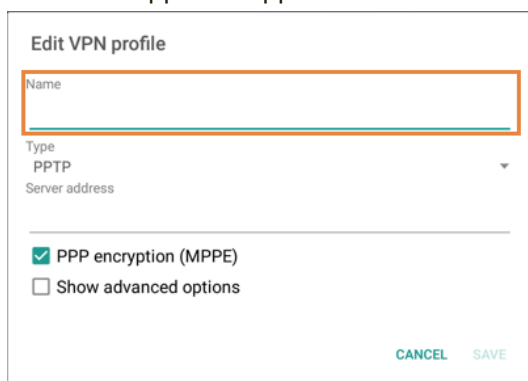 Edit VPN profile
Name
Type
PPTP
Server address
PPP encryption (MPPE)
Show advanced options
CANCEL SAVE